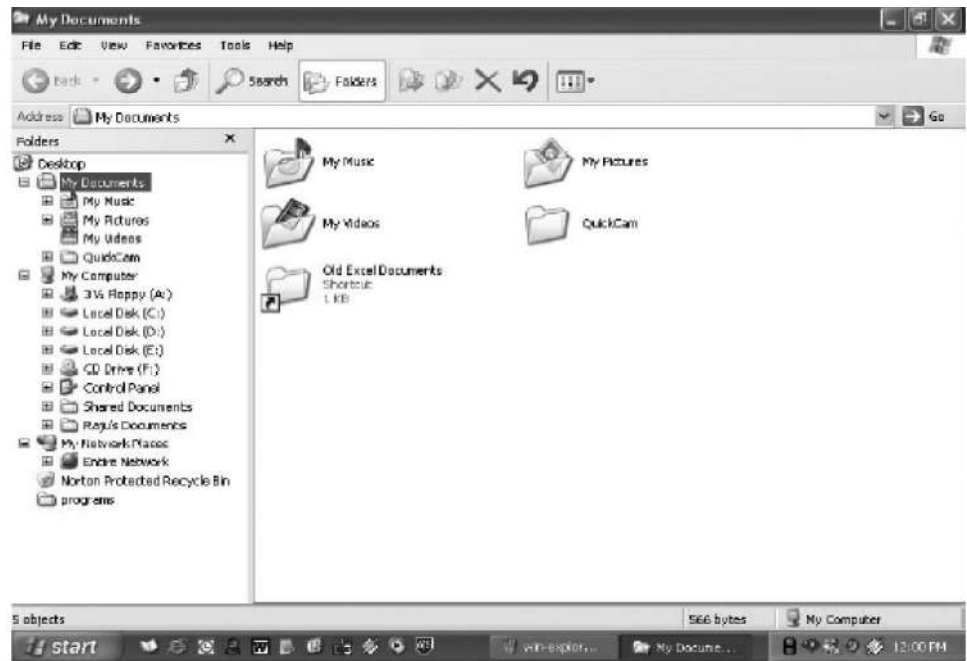 My Documents
File Edit View Favorites Tools Help
Back Search Folders
Address My Documents Go
Folders
Desktop
My Documents
My Music
My Pictures
My Videos
QuickCam
My Computer
3½ Floppy (A:)
Local Disk (C:)
Local Disk (D:)
Local Disk (E:)
CD Drive (F:)
Control Panel
Shared Documents
Raju's Documents
My Network Places
Entire Network
Norton Protected Recycle Bin
programs
My Music My Pictures
My Videos QuickCam
Old Excel Documents
Shortcut
1 KB
5 objects 566 bytes My Computer
start win-explor... My Docume... 12:00 PM